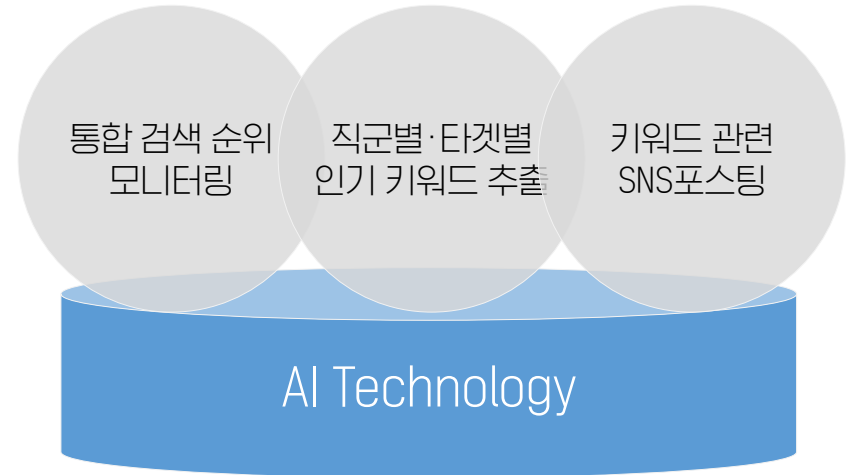 통합 검색 순위
모니터링
직군별·타겟별
인기 키워드 추출
키워드 관련
SNS포스팅
AI Technology